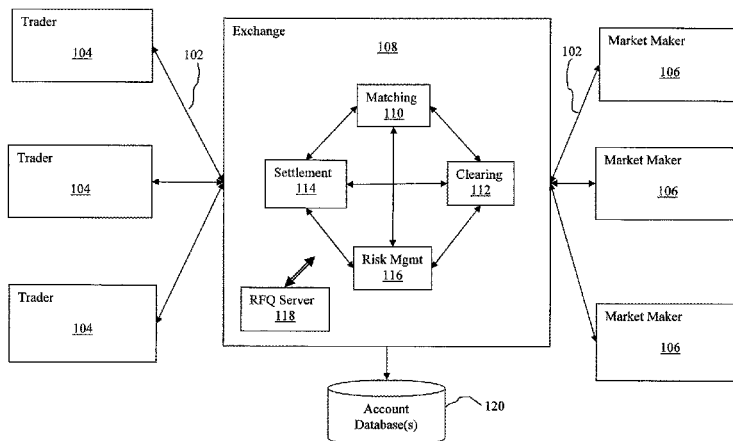 Trader
104
102
Trader
104
Trader
104
Exchange
108
Matching
110
Settlement
114
Clearing
112
Risk Mgmt
116
RFQ Server
118
102
Market Maker
106
Market Maker
106
Market Maker
106
Account
Database(s)
120